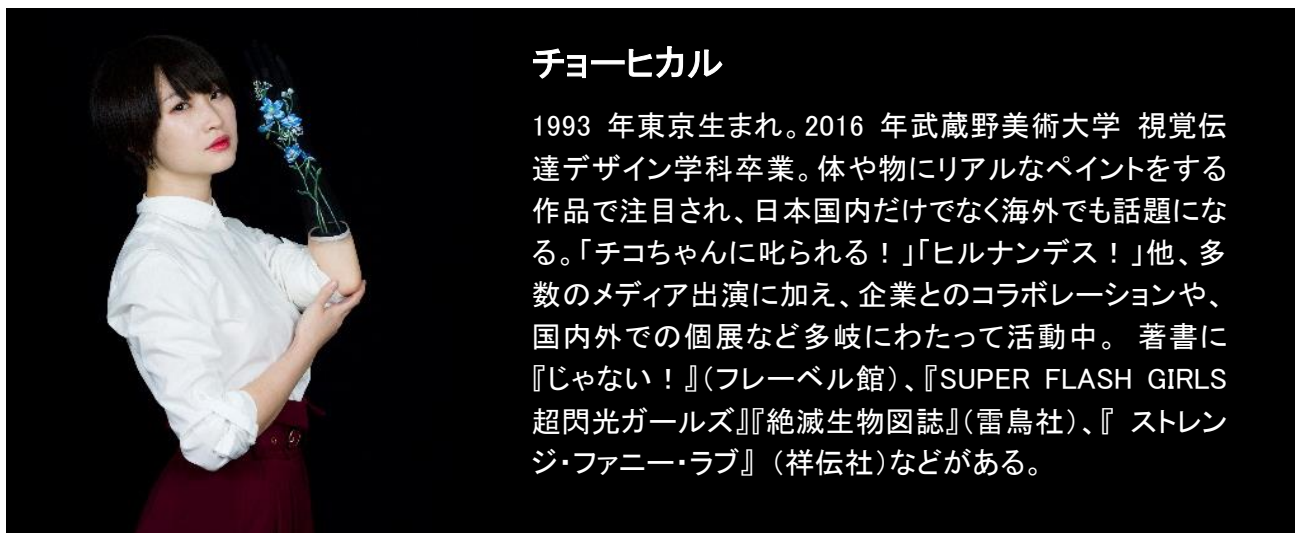 チョーヒカル
1993 年東京生まれ。2016 年武蔵野美術大学 視覚伝
達デザイン学科卒業。体や物にリアルなペイントをする
作品で注目され、日本国内だけでなく海外でも話題にな
る。「チコちゃんに叱られる！」「ヒルナンデス！」他、多
数のメディア出演に加え、企業とのコラボレーションや、
国内外での個展など多岐にわたって活動中。 著書に
『じゃない！』（フレーベル館）、『SUPER FLASH GIRLS
超閃光ガールズ』『絶滅生物図誌』（雷鳥社）、『 ストレン
ジ・ファニー・ラブ』 （祥伝社）などがある。